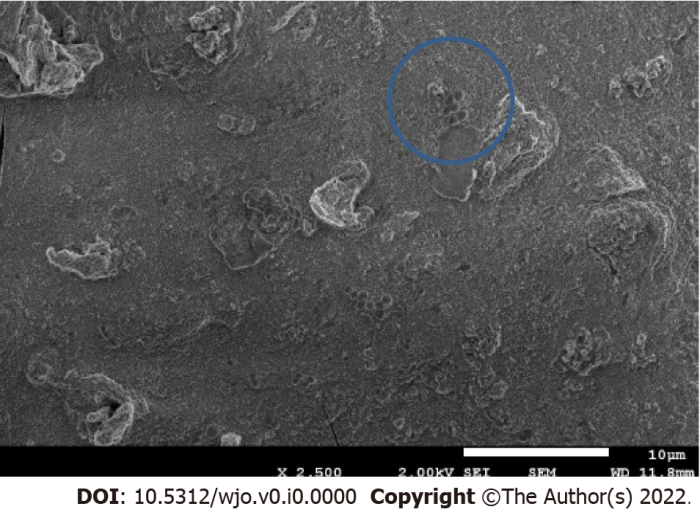 10µm
X 2,500 2.00kV SEI SEM WD 11.8mm
DOI: 10.5312/wjo.v0.i0.0000 Copyright ©The Author(s) 2022.